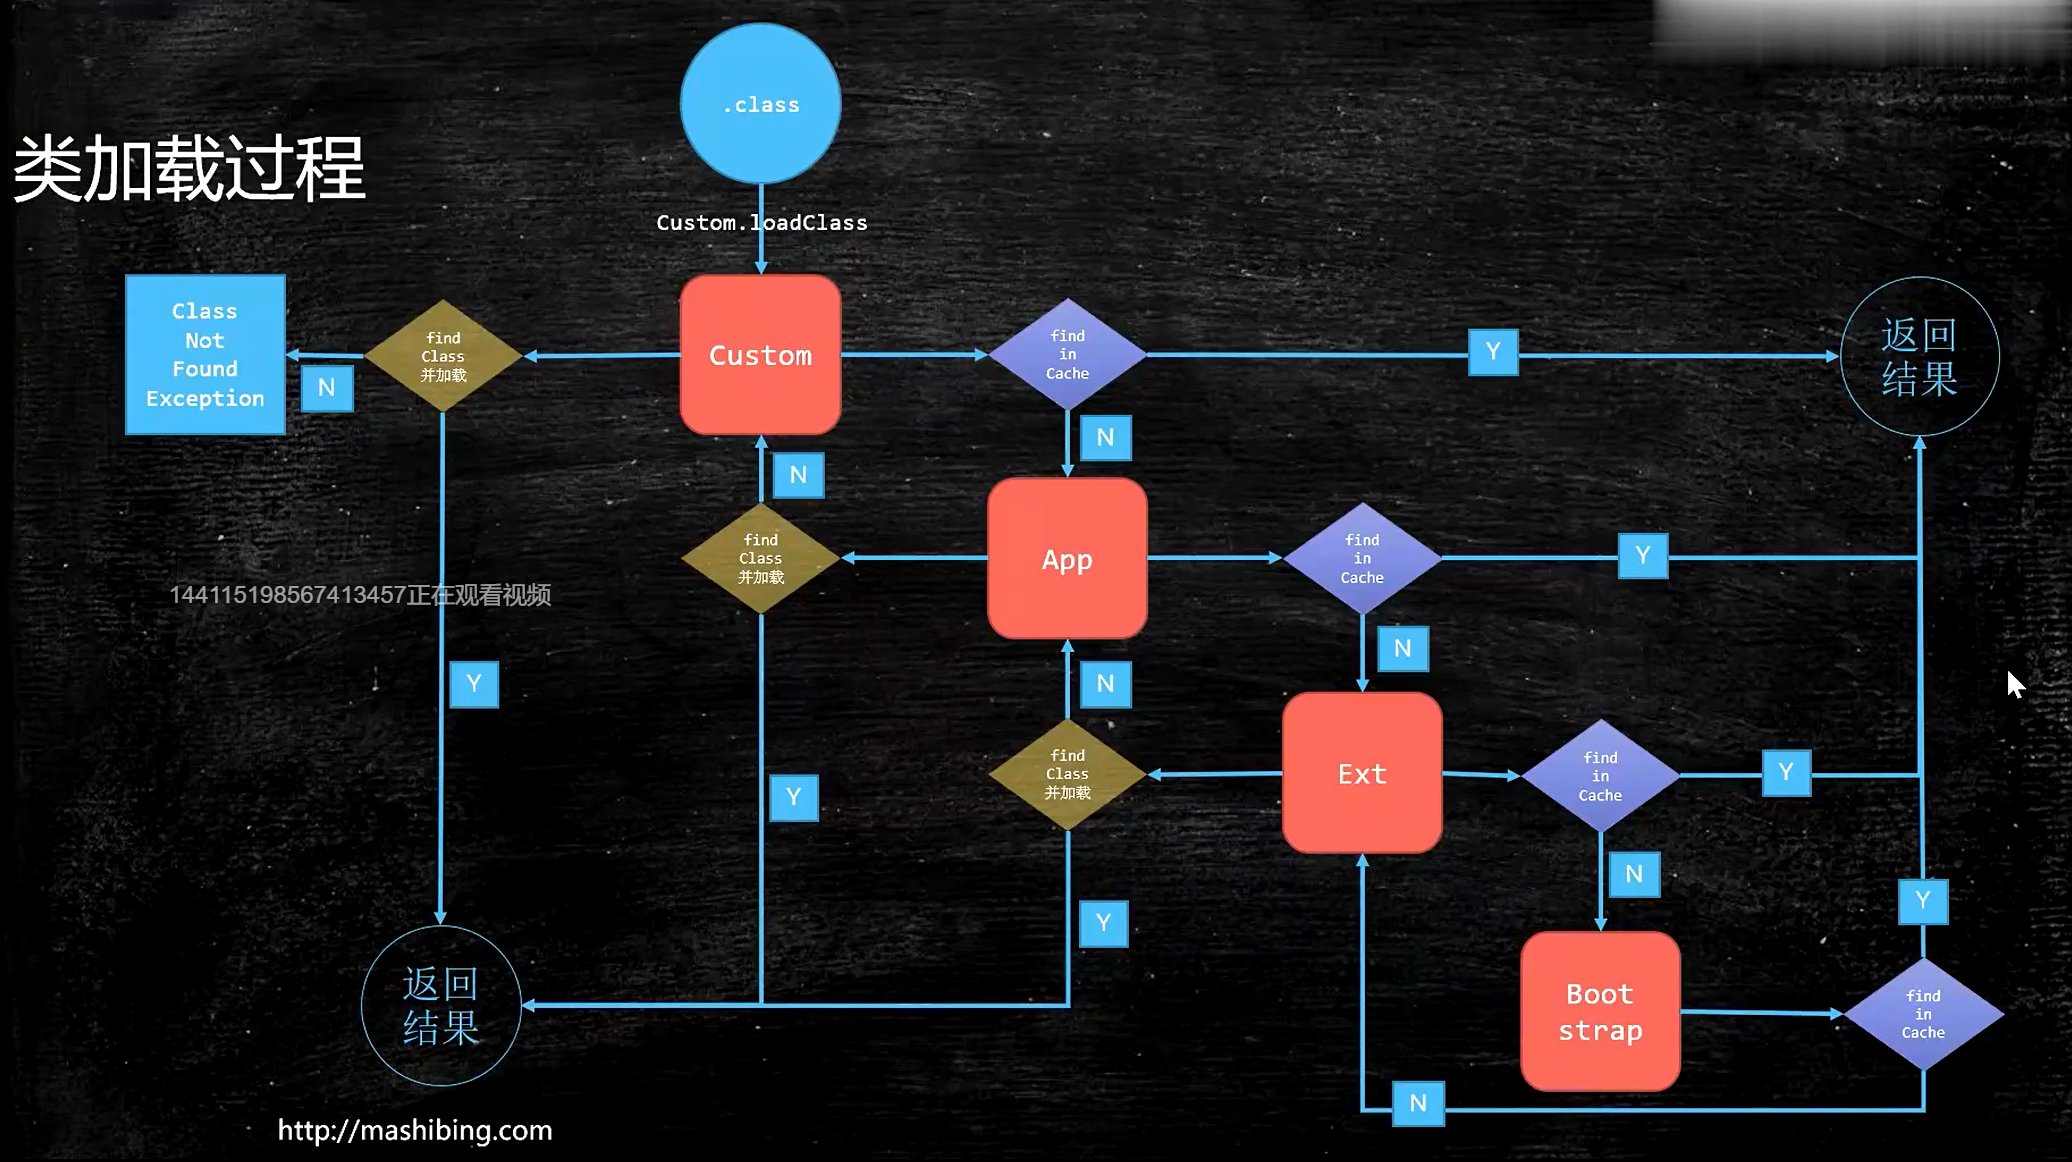 .class
类加载过程
Custom.loadClass
Class
Not
Found
Exception
N
find
Class
并加载
Custom
find
in
Cache
Y
返回
结果
N
N
find
Class
并加载
App
find
in
Cache
Y
144115198567413457正在观看视频
N
Y
N
find
Class
并加载
Ext
find
in
Cache
Y
Y
N
Y
Y
返回
结果
Boot
strap
find
in
Cache
N
http://mashibing.com